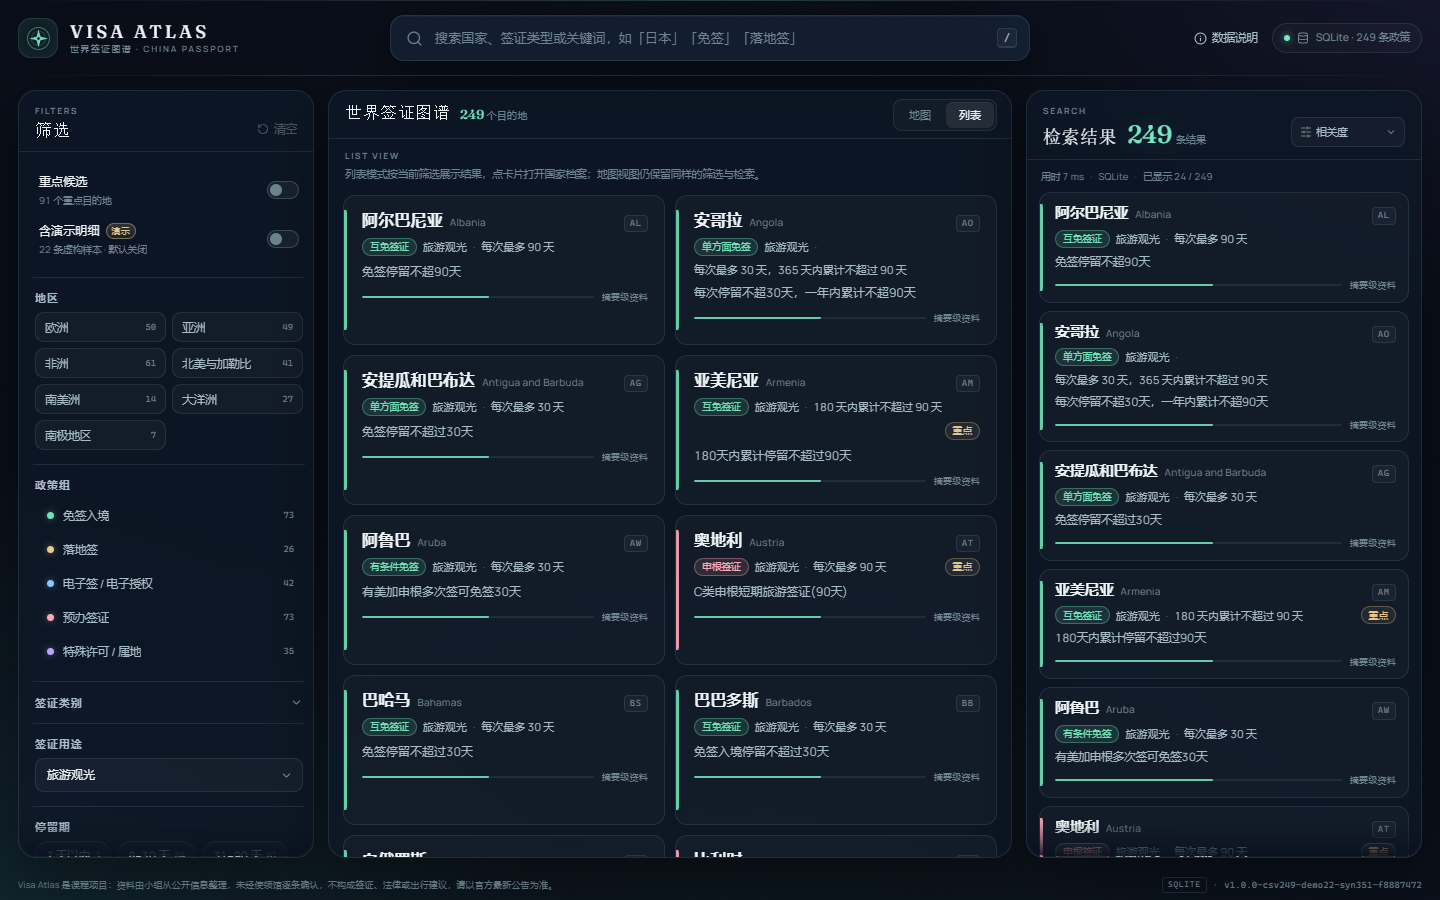 VISA ATLAS
世界签证图谱 · CHINA PASSPORT
搜索国家、签证类型或关键词，如「日本」「免签」「落地签」
/
数据说明
SQLite · 249 条政策
FILTERS
筛选
清空
重点候选
91 个重点目的地
含演示明细 演示
22 条虚构样本 · 默认关闭
地区
欧洲 50
亚洲 49
非洲 61
北美与加勒比 41
南美洲 14
大洋洲 27
南极地区 7
政策组
免签入境 73
落地签 26
电子签 / 电子授权 42
预办签证 73
特殊许可 / 属地 35
签证类别
签证用途
旅游观光
停留期
世界签证图谱 249 个目的地
地图 列表
LIST VIEW
列表模式按当前筛选展示结果，点卡片打开国家档案；地图视图仍保留同样的筛选与检索。
阿尔巴尼亚 Albania AL
互免签证 旅游观光 · 每次最多 90 天
免签停留不超90天
摘要级资料
安哥拉 Angola AO
单方面免签 旅游观光 ·
每次最多 30 天，365 天内累计不超过 90 天
每次停留不超30天，一年内累计不超90天
摘要级资料
安提瓜和巴布达 Antigua and Barbuda AG
单方面免签 旅游观光 · 每次最多 30 天
免签停留不超过30天
摘要级资料
亚美尼亚 Armenia AM
互免签证 旅游观光 · 180 天内累计不超过 90 天
重点
180天内累计停留不超过90天
摘要级资料
阿鲁巴 Aruba AW
有条件免签 旅游观光 · 每次最多 30 天
有美加申根多次签可免签30天
摘要级资料
奥地利 Austria AT
申根签证 旅游观光 · 每次最多 90 天 重点
C类申根短期旅游签证(90天)
摘要级资料
巴哈马 Bahamas BS
互免签证 旅游观光 · 每次最多 30 天
免签停留不超过30天
摘要级资料
巴巴多斯 Barbados BB
互免签证 旅游观光 · 每次最多 30 天
免签入境停留不超过30天
摘要级资料
SEARCH
检索结果 249 条结果
相关度
用时 7 ms · SQLite · 已显示 24 / 249
阿尔巴尼亚 Albania AL
互免签证 旅游观光 · 每次最多 90 天
免签停留不超90天
摘要级资料
安哥拉 Angola AO
单方面免签 旅游观光 ·
每次最多 30 天，365 天内累计不超过 90 天
每次停留不超30天，一年内累计不超90天
摘要级资料
安提瓜和巴布达 Antigua and Barbuda AG
单方面免签 旅游观光 · 每次最多 30 天
免签停留不超过30天
摘要级资料
亚美尼亚 Armenia AM
互免签证 旅游观光 · 180 天内累计不超过 90 天 重点
180天内累计停留不超过90天
摘要级资料
阿鲁巴 Aruba AW
有条件免签 旅游观光 · 每次最多 30 天
有美加申根多次签可免签30天
摘要级资料
奥地利 Austria AT
申根签证 旅游观光 · 每次最多 90 天 重点
Visa Atlas 是课程项目：资料由小组从公开信息整理，未经使领馆逐条确认，不构成签证、法律或出行建议，请以官方最新公告为准。
SQLITE · v1.0.0-csv249-demo22-syn351-f8887472